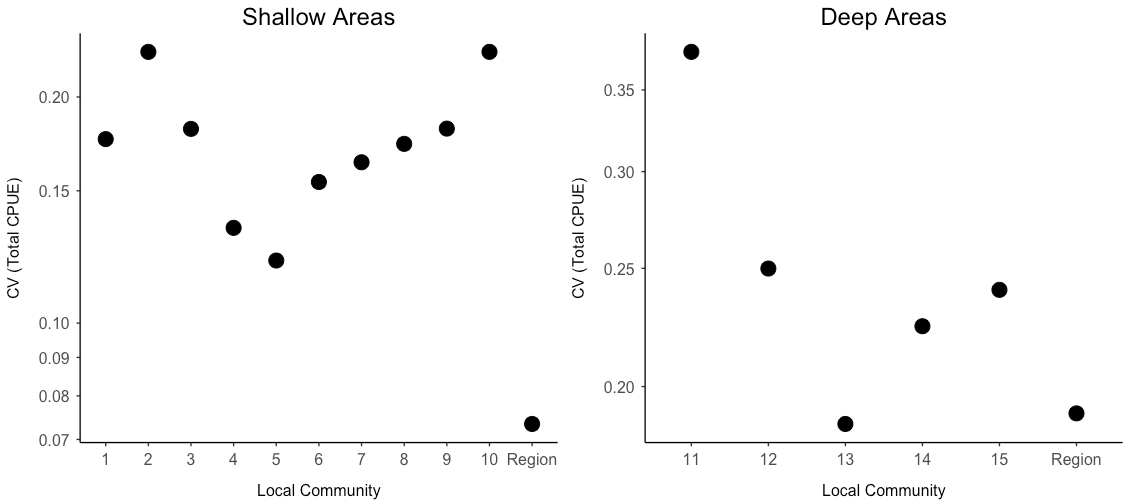 Shallow Areas
CV (Total CPUE)
0.20
0.15
0.10
0.09
0.08
0.07
1 2 3 4 5 6 7 8 9 10 Region
Local Community
Deep Areas
CV (Total CPUE)
0.35
0.30
0.25
0.20
11 12 13 14 15 Region
Local Community